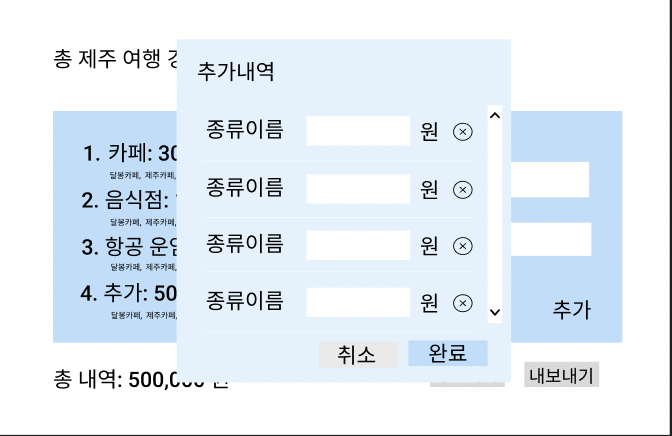 총 제주 여행
추가내역
종류이름 원
종류이름 원
종류이름 원
종류이름 원
취소 완료
1. 카페: 30
달봉카페, 제주카페,
2. 음식점:
달봉카페, 제주카페,
3. 항공 운임
달봉카페, 제주카페,
4. 추가: 50
달봉카페, 제주카페,
추가
총 내역: 500,000 원
내보내기